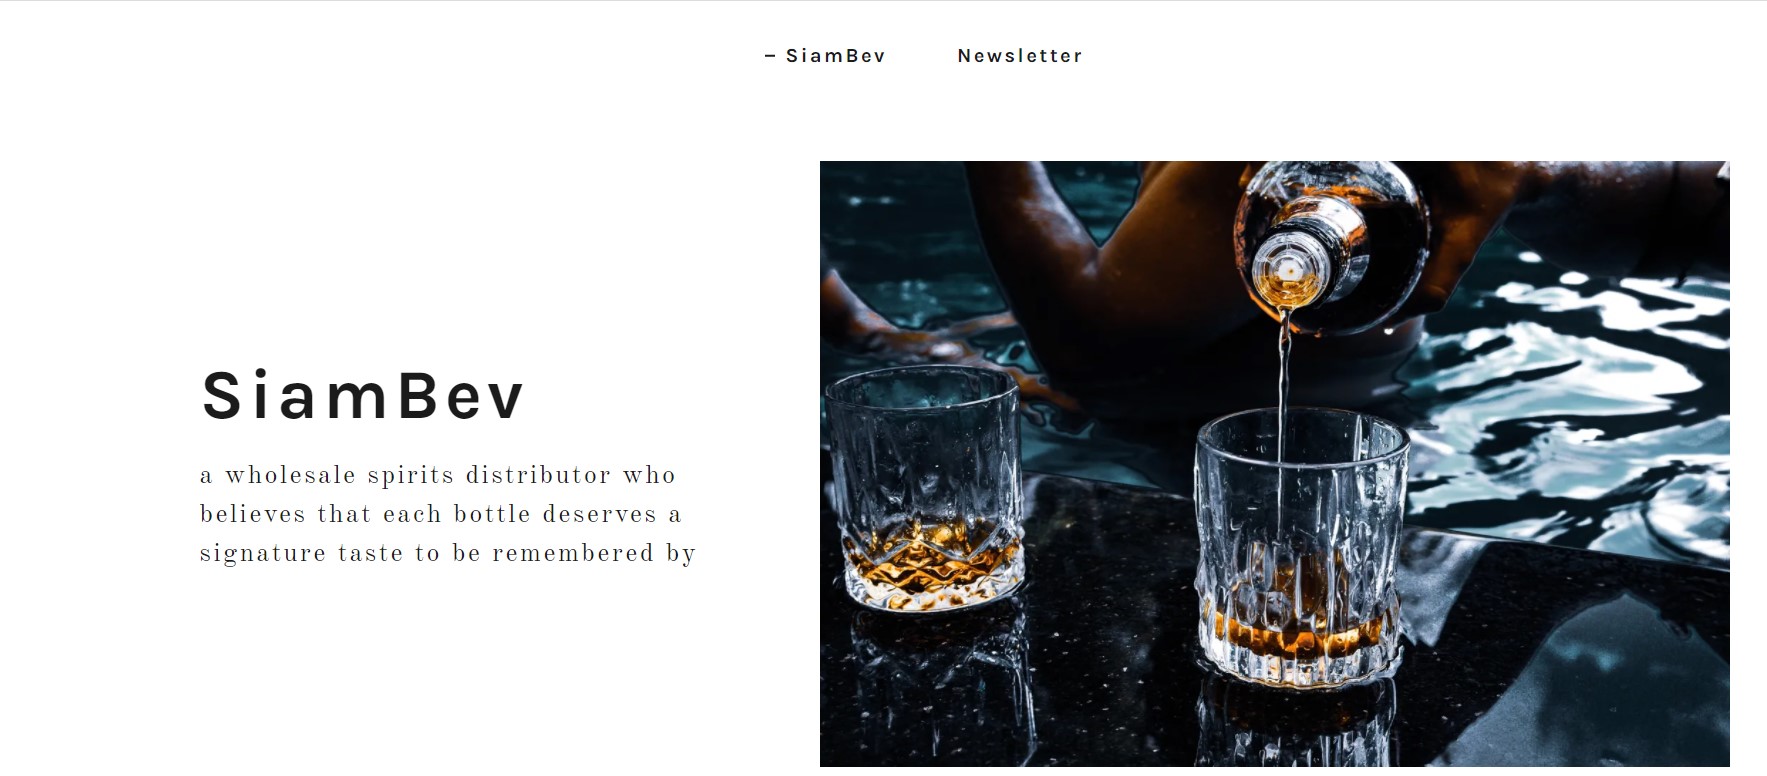 – SiamBev
Newsletter
SiamBev
a wholesale spirits distributor who
believes that each bottle deserves a
signature taste to be remembered by